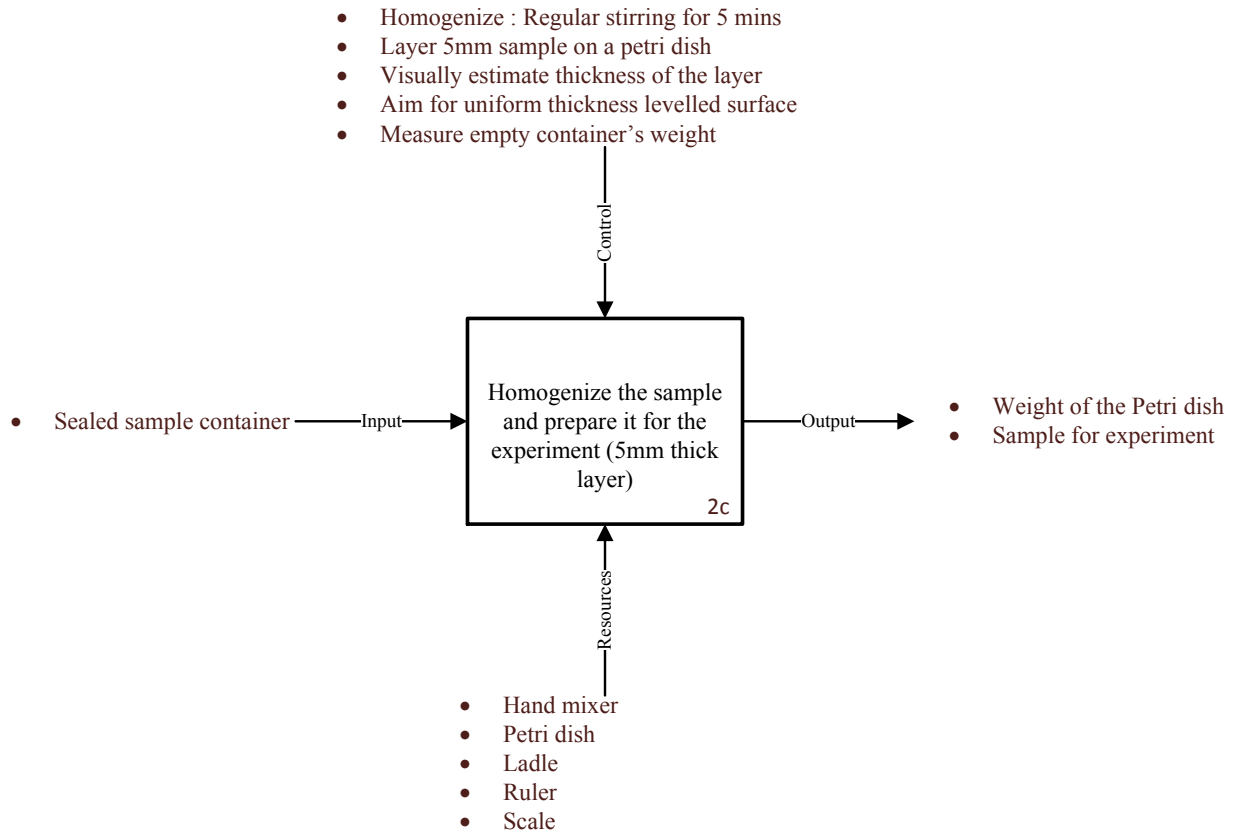 • Homogenize : Regular stirring for 5 mins
• Layer 5mm sample on a petri dish
• Visually estimate thickness of the layer
• Aim for uniform thickness levelled surface
• Measure empty container’s weight
Control
• Sealed sample container
Input
Homogenize the sample
and prepare it for the
experiment (5mm thick
layer)
2c
Output
• Weight of the Petri dish
• Sample for experiment
Resources
• Hand mixer
• Petri dish
• Ladle
• Ruler
• Scale